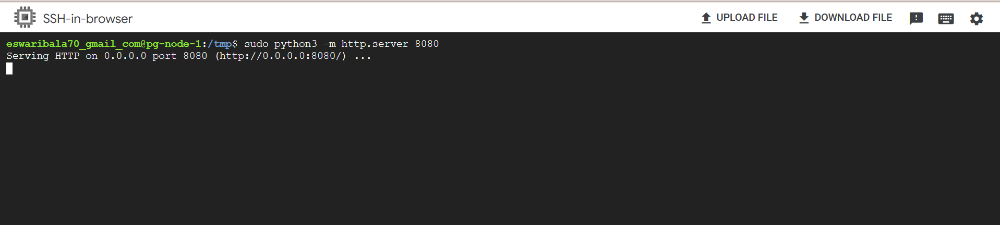 SSH-in-browser
UPLOAD FILE
DOWNLOAD FILE
eswaribala70_gmail_com@pg-node-1:/tmp$ sudo python3 -m http.server 8080
Serving HTTP on 0.0.0.0 port 8080 (http://0.0.0.0:8080/) ...